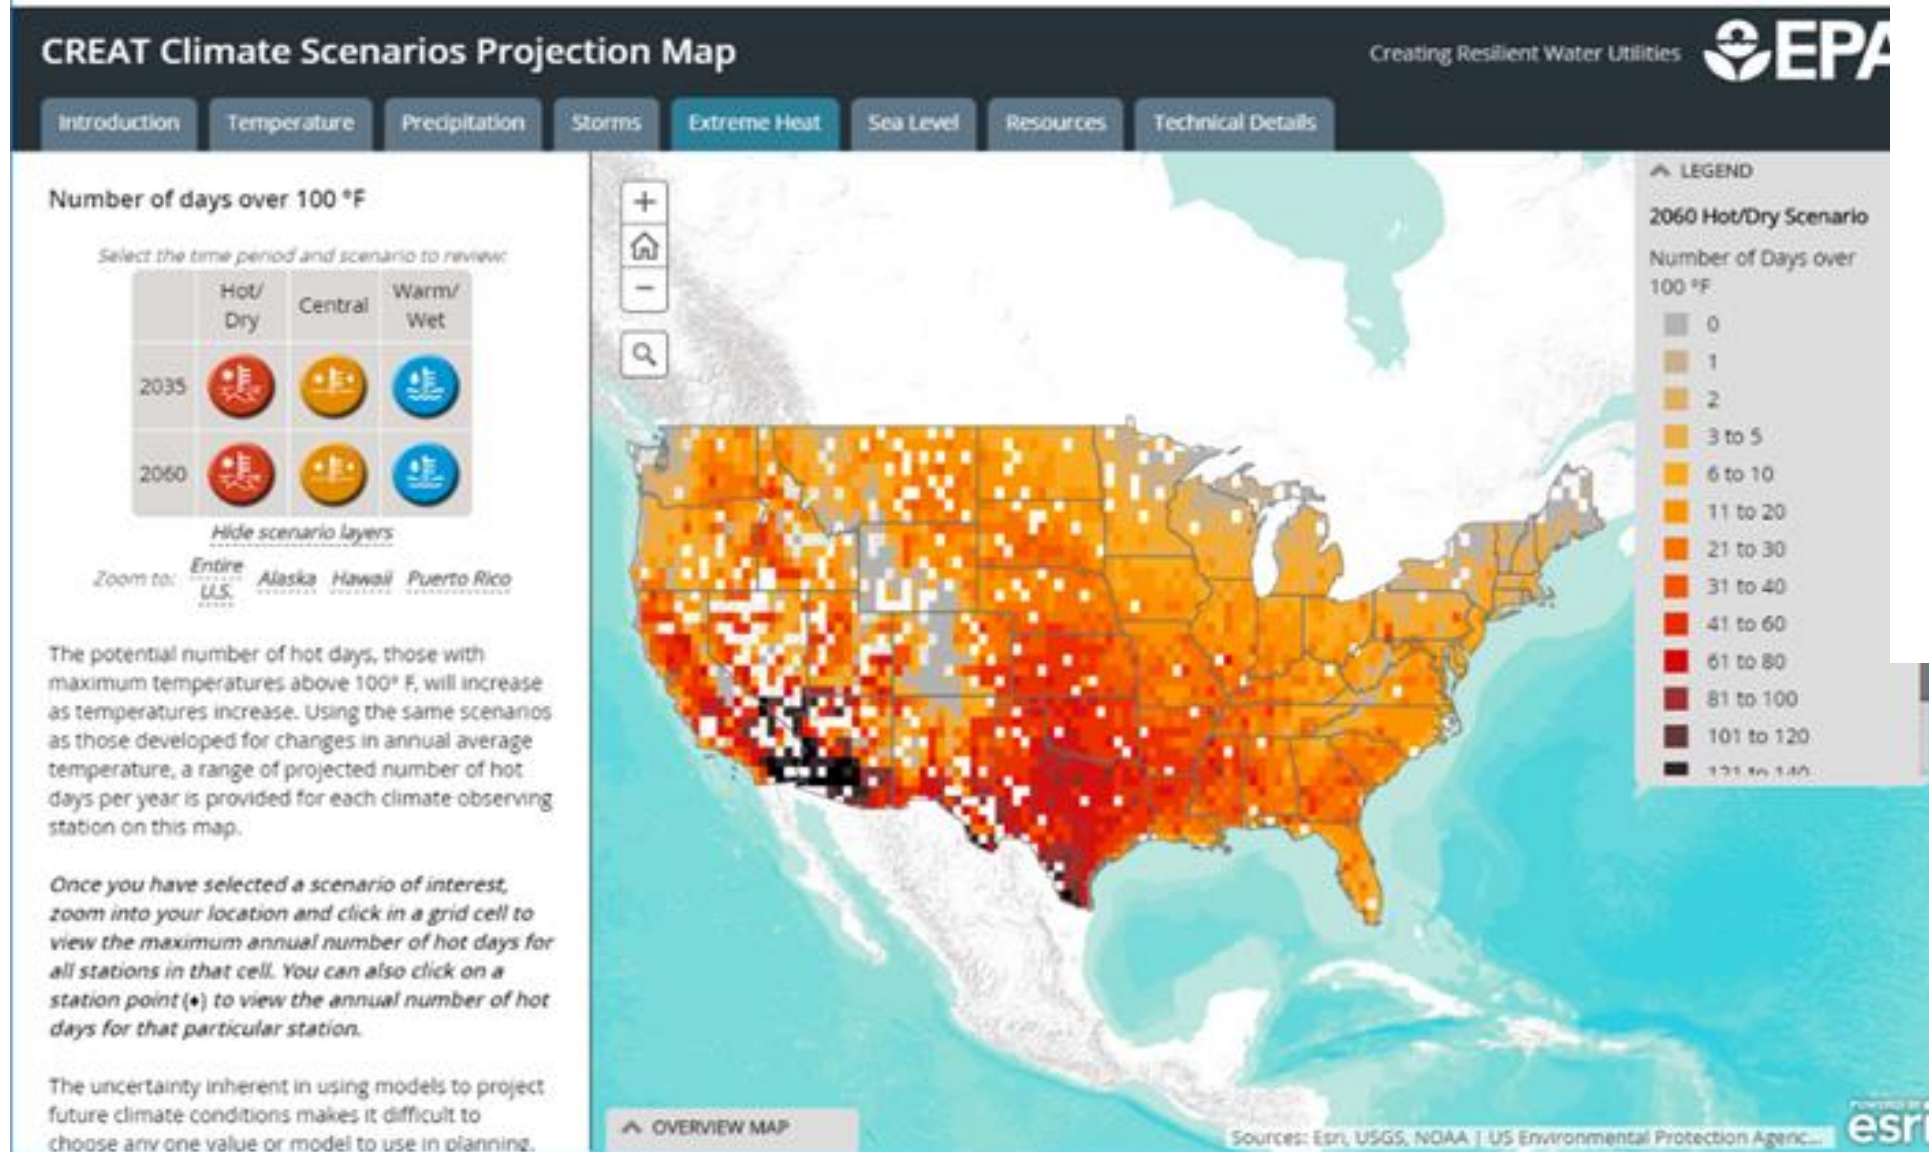 CREAT Climate Scenarios Projection Map
Creating Resilient Water Utilities
EPA
Introduction
Temperature
Precipitation
Storms
Extreme Heat
Sea Level
Resources
Technical Details
Number of days over 100 °F
Select the time period and scenario to review:
Hot/
Dry
Central
Warm/
Wet
2035
2060
Hide scenario layers
Zoom to:
Entire
U.S.
Alaska
Hawaii
Puerto Rico
The potential number of hot days, those with
maximum temperatures above 100° F, will increase
as temperatures increase. Using the same scenarios
as those developed for changes in annual average
temperature, a range of projected number of hot
days per year is provided for each climate observing
station on this map.
Once you have selected a scenario of interest,
zoom into your location and click in a grid cell to
view the maximum annual number of hot days for
all stations in that cell. You can also click on a
station point (♦) to view the annual number of hot
days for that particular station.
The uncertainty inherent in using models to project
future climate conditions makes it difficult to
choose any one value or model to use in planning.
LEGEND
2060 Hot/Dry Scenario
Number of Days over
100 °F
0
1
2
3 to 5
6 to 10
11 to 20
21 to 30
31 to 40
41 to 60
61 to 80
81 to 100
101 to 120
121 to 140
OVERVIEW MAP
Sources: Esri, USGS, NOAA | US Environmental Protection Agenc...
POWERED BY
esri